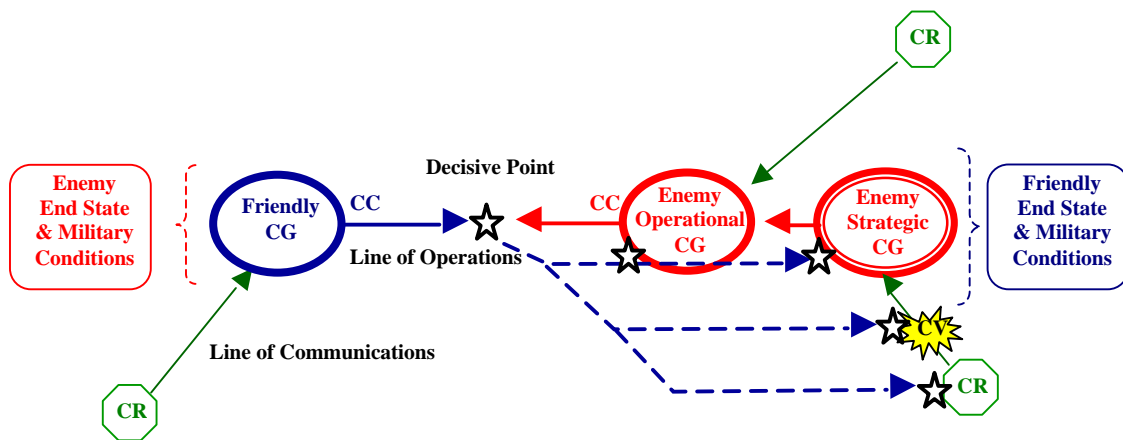 CR
Decisive Point
Enemy
End State
& Military
Conditions
Friendly
CG
CC
CC
Enemy
Operational
CG
Enemy
Strategic
CG
Friendly
End State
& Military
Conditions
Line of Operations
CV
Line of Communications
CR
CR